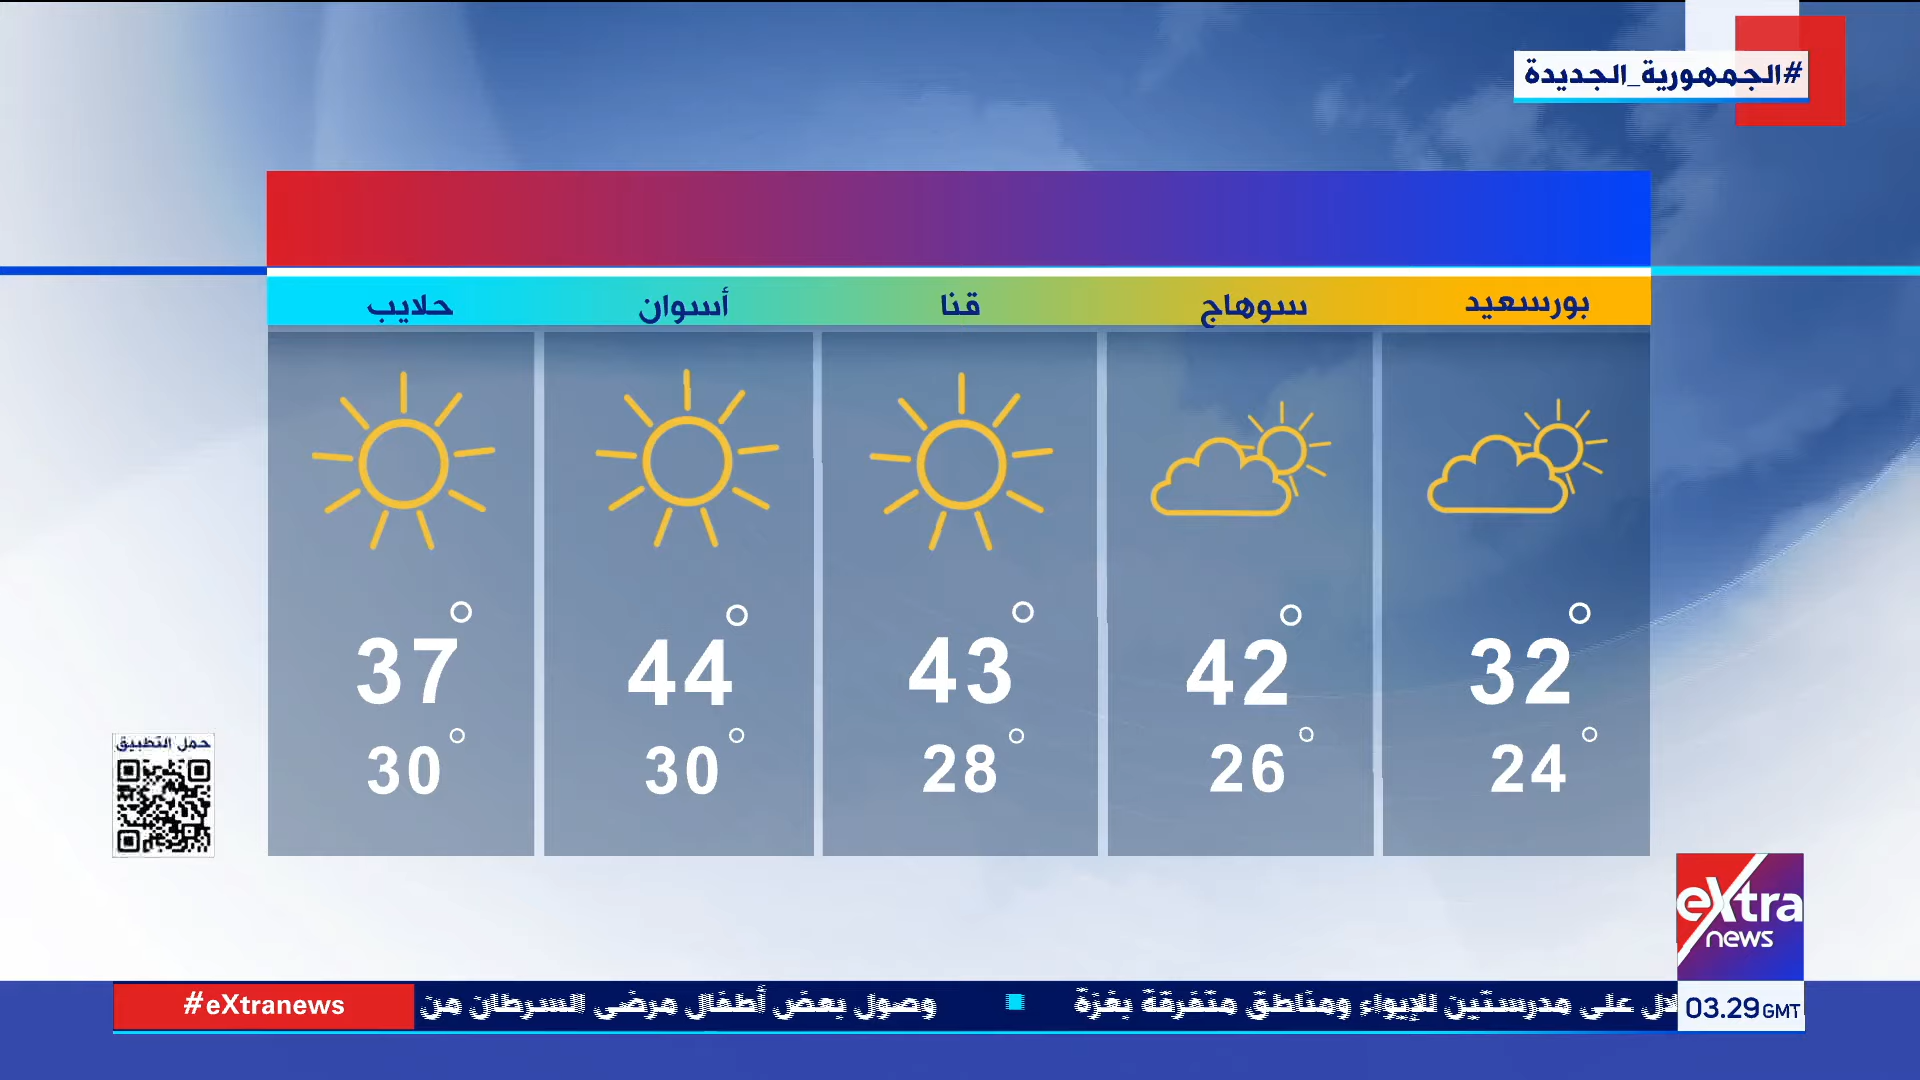 #الجمهورية_الجديدة
بورسعيد
سوهاج
قنا
أسوان
حلايب
32°
42°
43°
44°
37°
24°
26°
28°
30°
30°
حمل التطبيق
eXtra
news
لال على مدرستين للإيواء ومناطق متفرقة بغزة
وصول بعض أطفال مرضى السرطان من
#eXtranews
03.29GMT